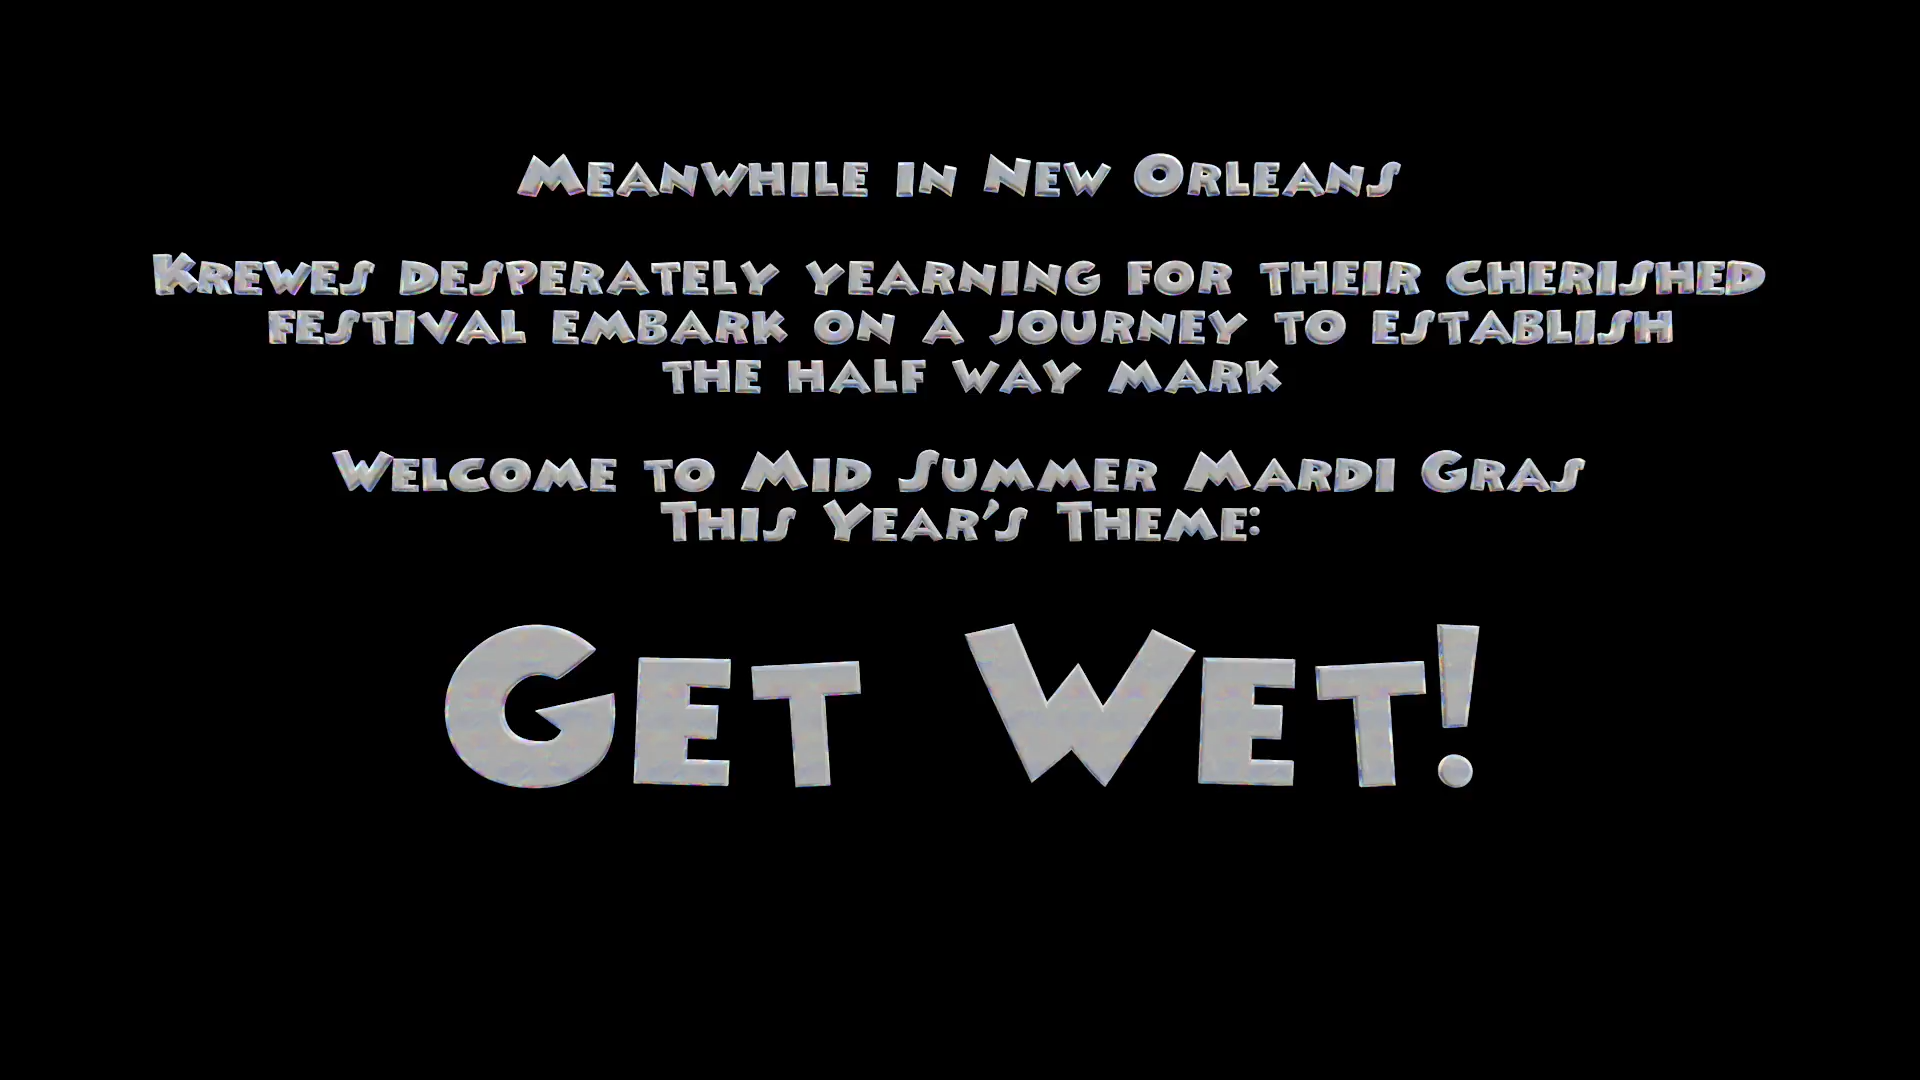 Meanwhile in New Orleans
Krewes desperately yearning for their cherished
festival embark on a journey to establish
the half way mark
Welcome to Mid Summer Mardi Gras
This Year's Theme:
Get Wet!